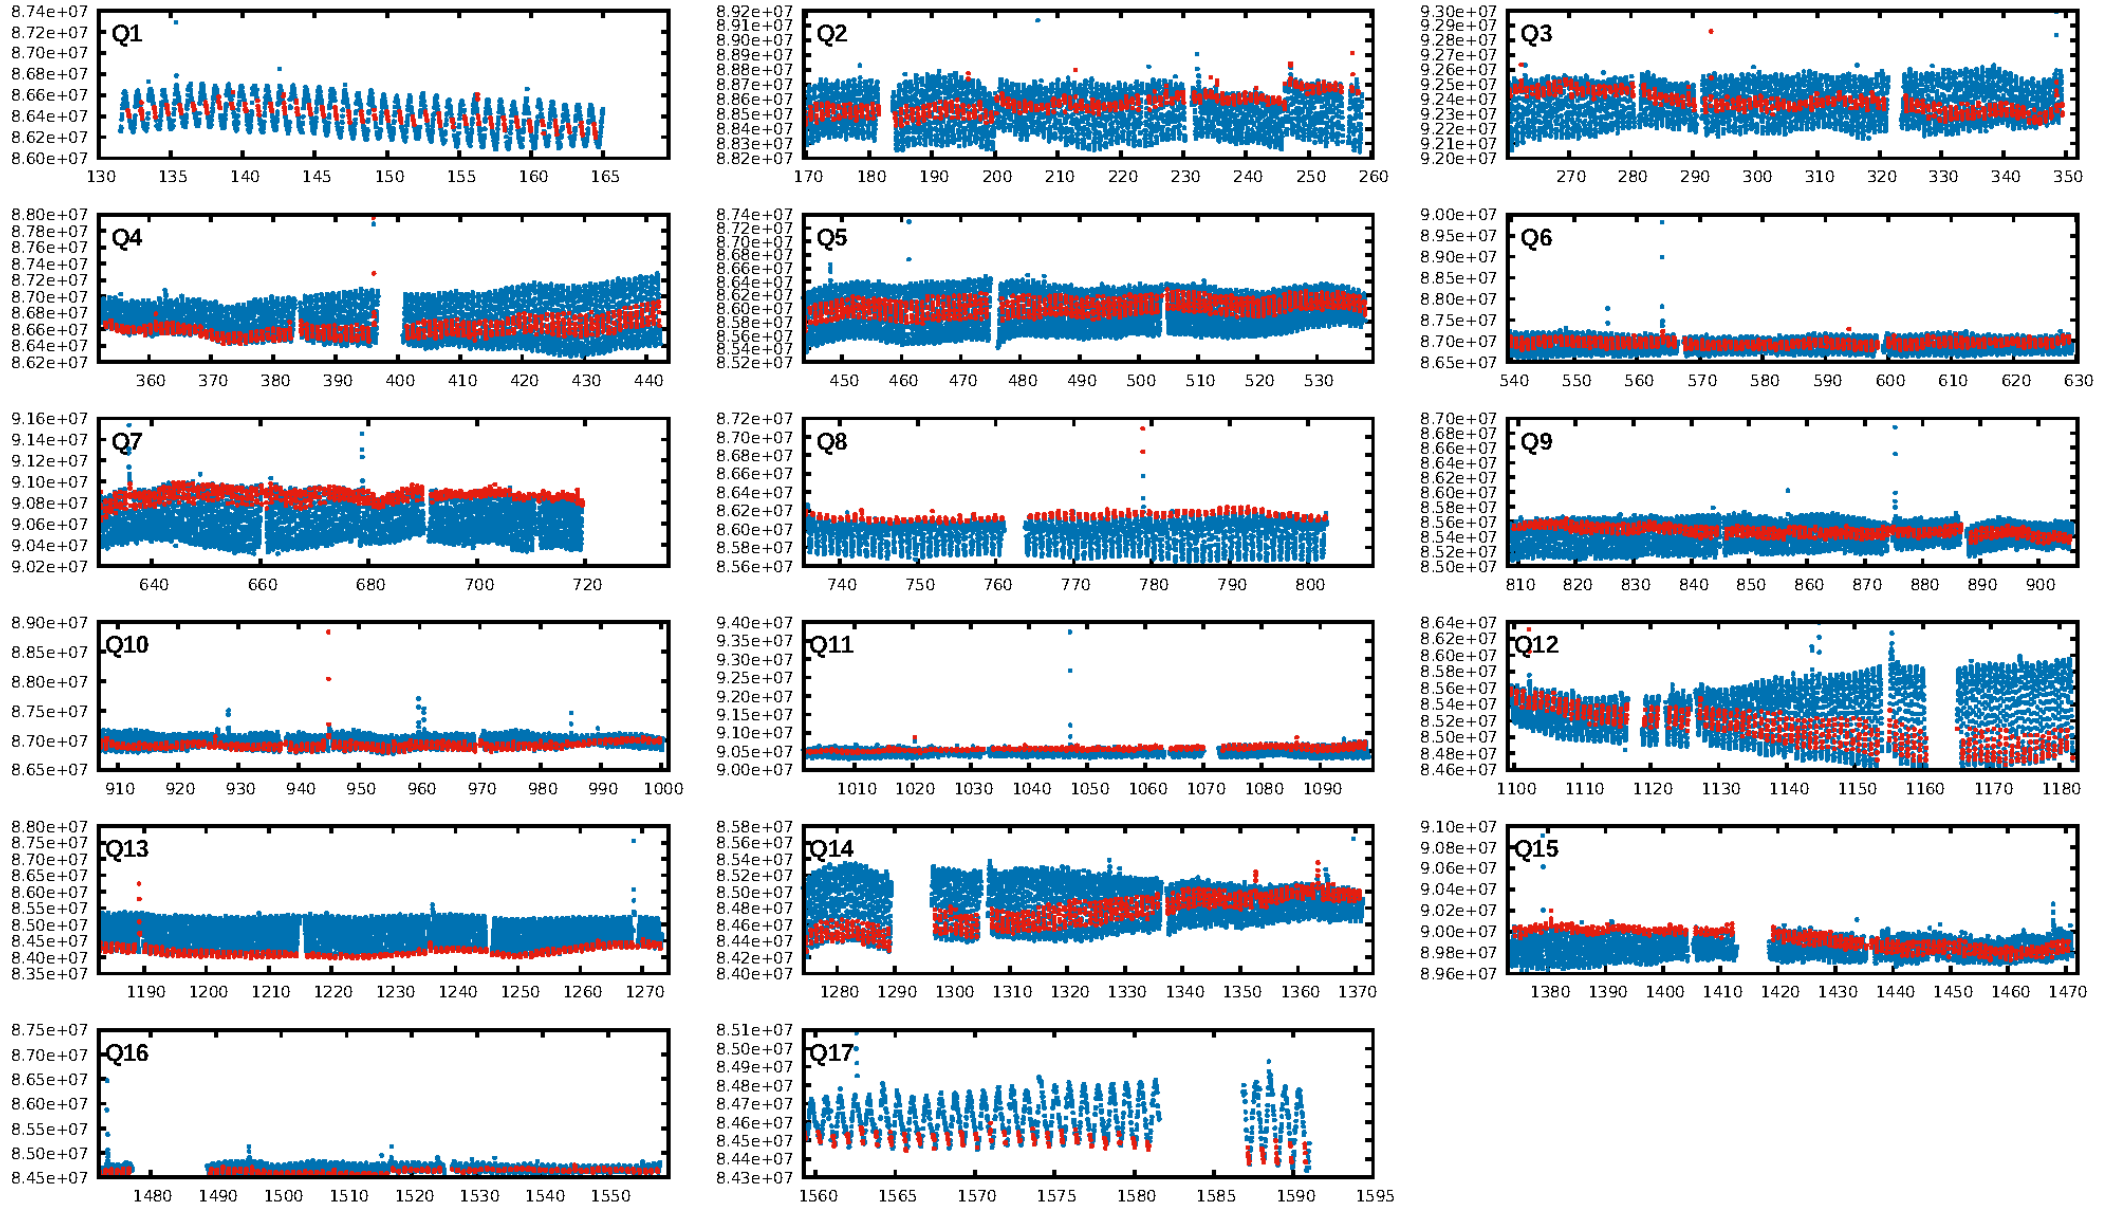 8.74e+07
8.72e+07
8.70e+07
8.68e+07
8.66e+07
8.64e+07
8.62e+07
8.60e+07
Q1
130 135 140 145 150 155 160 165
8.92e+07
8.91e+07
8.90e+07
8.89e+07
8.88e+07
8.87e+07
8.86e+07
8.85e+07
8.84e+07
8.83e+07
8.82e+07
Q2
170 180 190 200 210 220 230 240 250 260
9.30e+07
9.29e+07
9.28e+07
9.27e+07
9.26e+07
9.25e+07
9.24e+07
9.23e+07
9.22e+07
9.21e+07
9.20e+07
Q3
270 280 290 300 310 320 330 340 350
8.80e+07
8.78e+07
8.76e+07
8.74e+07
8.72e+07
8.70e+07
8.68e+07
8.66e+07
8.64e+07
8.62e+07
Q4
360 370 380 390 400 410 420 430 440
8.74e+07
8.72e+07
8.70e+07
8.68e+07
8.66e+07
8.64e+07
8.62e+07
8.60e+07
8.58e+07
8.56e+07
8.54e+07
8.52e+07
Q5
450 460 470 480 490 500 510 520 530
9.00e+07
8.95e+07
8.90e+07
8.85e+07
8.80e+07
8.75e+07
8.70e+07
8.65e+07
Q6
540 550 560 570 580 590 600 610 620 630
9.16e+07
9.14e+07
9.12e+07
9.10e+07
9.08e+07
9.06e+07
9.04e+07
9.02e+07
Q7
640 660 680 700 720
8.72e+07
8.70e+07
8.68e+07
8.66e+07
8.64e+07
8.62e+07
8.60e+07
8.58e+07
8.56e+07
Q8
740 750 760 770 780 790 800
8.70e+07
8.68e+07
8.66e+07
8.64e+07
8.62e+07
8.60e+07
8.58e+07
8.56e+07
8.54e+07
8.52e+07
8.50e+07
Q9
810 820 830 840 850 860 870 880 890 900
8.90e+07
8.85e+07
8.80e+07
8.75e+07
8.70e+07
8.65e+07
Q10
910 920 930 940 950 960 970 980 990 1000
9.40e+07
9.35e+07
9.30e+07
9.25e+07
9.20e+07
9.15e+07
9.10e+07
9.05e+07
9.00e+07
Q11
1010 1020 1030 1040 1050 1060 1070 1080 1090
8.64e+07
8.62e+07
8.60e+07
8.58e+07
8.56e+07
8.54e+07
8.52e+07
8.50e+07
8.48e+07
8.46e+07
Q12
1100 1110 1120 1130 1140 1150 1160 1170 1180
8.80e+07
8.75e+07
8.70e+07
8.65e+07
8.60e+07
8.55e+07
8.50e+07
8.45e+07
8.40e+07
8.35e+07
Q13
1190 1200 1210 1220 1230 1240 1250 1260 1270
8.58e+07
8.56e+07
8.54e+07
8.52e+07
8.50e+07
8.48e+07
8.46e+07
8.44e+07
8.42e+07
8.40e+07
Q14
1280 1290 1300 1310 1320 1330 1340 1350 1360 1370
9.10e+07
9.08e+07
9.06e+07
9.04e+07
9.02e+07
9.00e+07
8.98e+07
8.96e+07
Q15
1380 1390 1400 1410 1420 1430 1440 1450 1460 1470
8.75e+07
8.70e+07
8.65e+07
8.60e+07
8.55e+07
8.50e+07
8.45e+07
Q16
1480 1490 1500 1510 1520 1530 1540 1550
8.51e+07
8.50e+07
8.49e+07
8.48e+07
8.47e+07
8.46e+07
8.45e+07
8.44e+07
8.43e+07
Q17
1560 1565 1570 1575 1580 1585 1590 1595